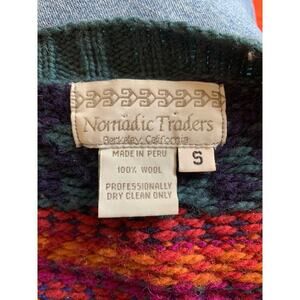 Nomadic Traders
Berkeley, California
MADE IN PERU
100% WOOL
PROFESSIONALLY
DRY CLEAN ONLY
S